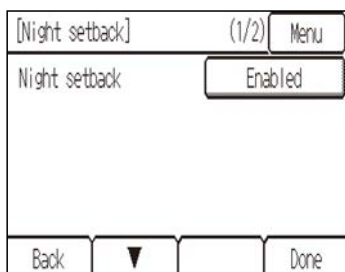 [Night setback] (1/2) Menu
Night setback Enabled
Back ▼ Done